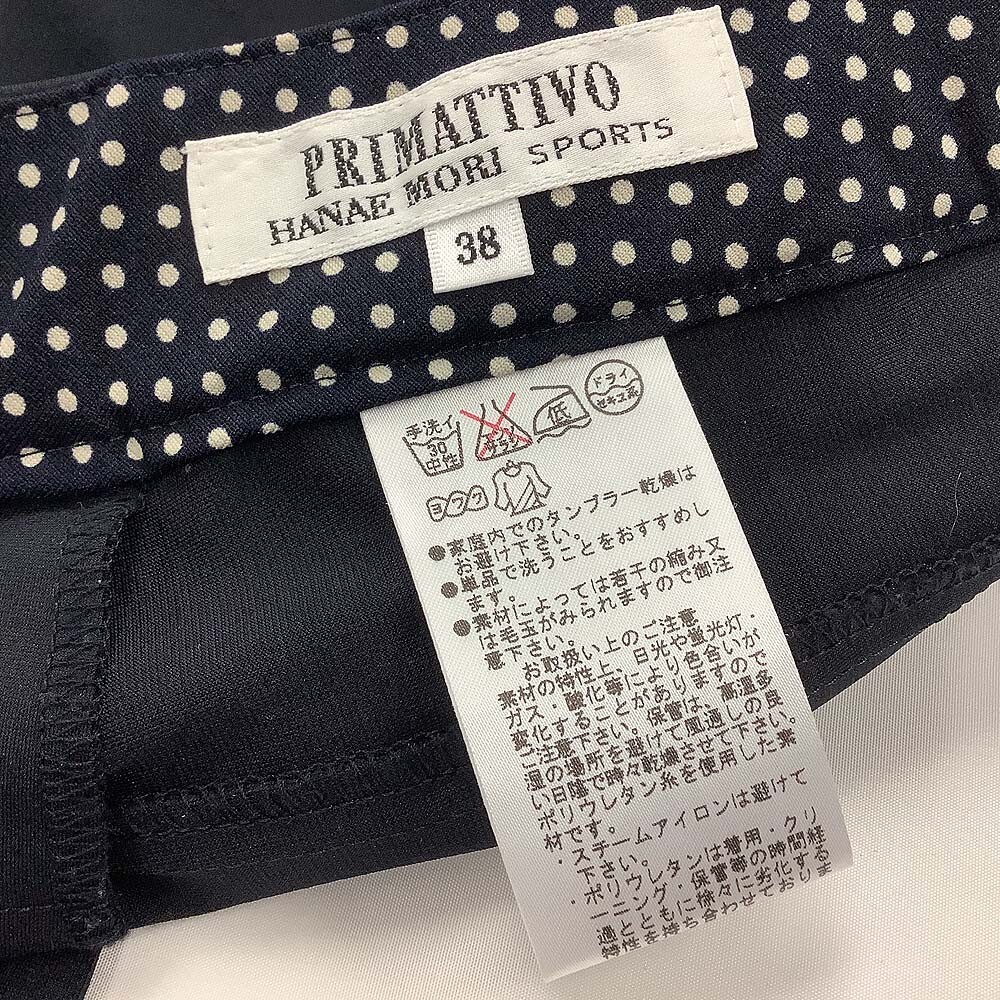 PRIMATTIVO
HANAE MORI SPORTS
38
手洗イ
30
中性
エンソ
サラシ
低
ドライ
セキユ系
ヨワク
●家庭内でのタンブラー乾燥は
お避け下さい。
●単品で洗うことをおすすめし
ます。
●素材によっては若干の縮み又
は毛玉がみられますので御注
意下さい。
お取扱い上のご注意
素材の特性上、日光や蛍光灯・
ガス・酸化等により色合いが
変化することがありますので
ご注意下さい。保管は、高温多
湿の場所を避けて風通しの良
い日陰で時々乾燥させて下さい。
ポリウレタン糸を使用した素
材です。
・スチームアイロンは避けて
下さい。
・ポリウレタンは着用・クリ
ーニング・保管等の時間経
過とともに徐々に劣化する
特性を持ち合わせておりま